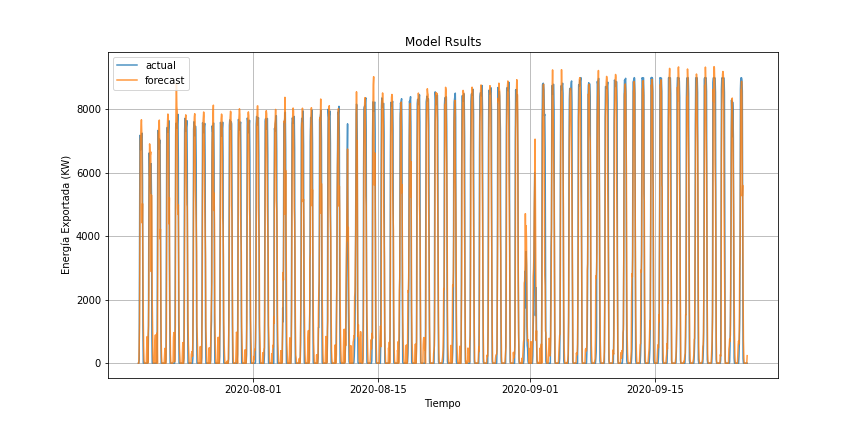 Model Rsults
actual
forecast
Energía Exportada (KW)
8000
6000
4000
2000
0
2020-08-01
2020-08-15
2020-09-01
2020-09-15
Tiempo